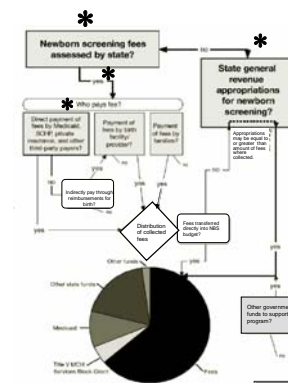 *
Newborn screening fees
assessed by state?
*
no
State general
revenue
appropriations
for newborn
screening?
yes
*
*
Who pays fee?
Direct payment of
fees by Medicaid,
SCHIP, private
insurance, and other
third-party payers?
Payment of
fees by birth
facility/
provider?
Payment of
fees by
families?
Appropriations
may be equal to
or greater than
amount of fees
where
collected.
no
no
no
Indirectly pay through
reimbursements for
birth?
yes
yes
no
Distribution
of collected
fees
Fees transferred
directly into NBS
budget?
yes
yes
yes
Other funds
Other state funds
Medicaid
Title V MCH
Services Block Grant
Fees
Other governme
funds to support
program?
no